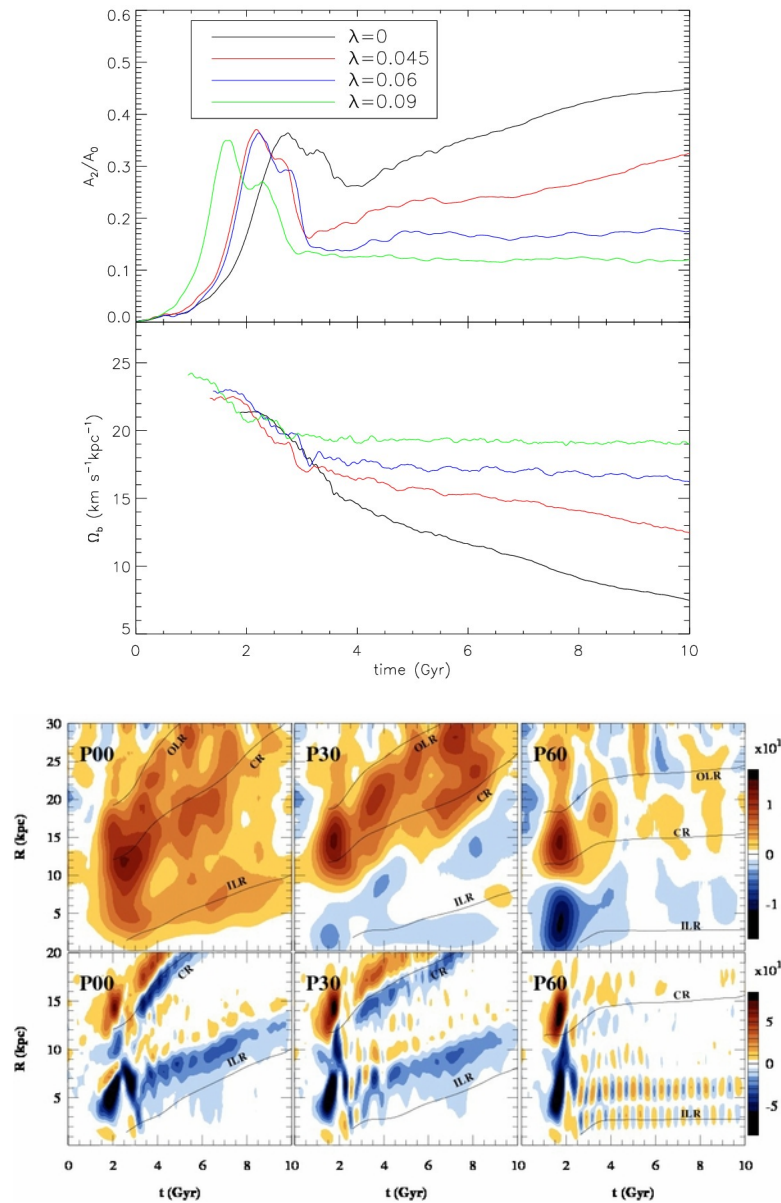 0.6
λ=0
λ=0.045
λ=0.06
λ=0.09
0.5
0.4
0.3
0.2
0.1
0.0
A2/A0
25
20
15
10
5
Ωb (km s−1kpc−1)
0 2 4 6 8 10
time (Gyr)
30
25
20
15
10
5
R (kpc)
P00
OLR
CR
ILR
P30
OLR
CR
ILR
P60
OLR
CR
ILR
x10
1
0
-1
20
15
10
5
R (kpc)
P00
CR
ILR
P30
CR
ILR
P60
CR
ILR
x10
5
0
-5
0 2 4 6 8 10 2 4 6 8 10 2 4 6 8 10
t (Gyr) t (Gyr) t (Gyr)